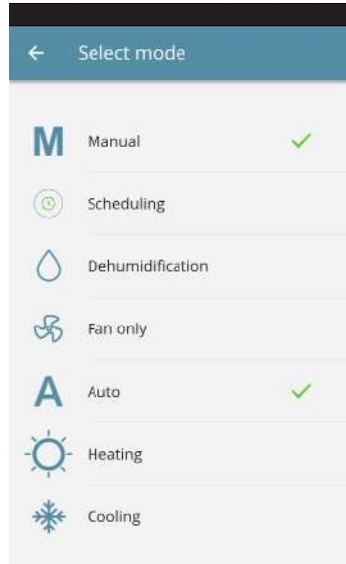 Select mode
M Manual
Scheduling
Dehumidification
Fan only
A Auto
Heating
Cooling